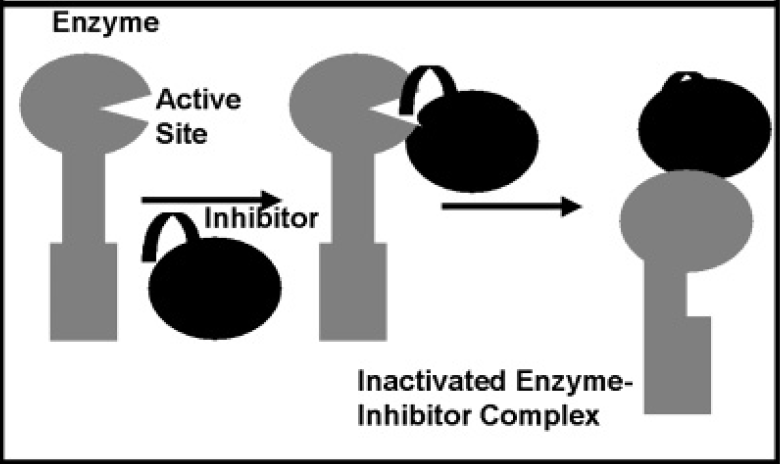 Enzyme
Active
Site
Inhibitor
Inactivated Enzyme-
Inhibitor Complex